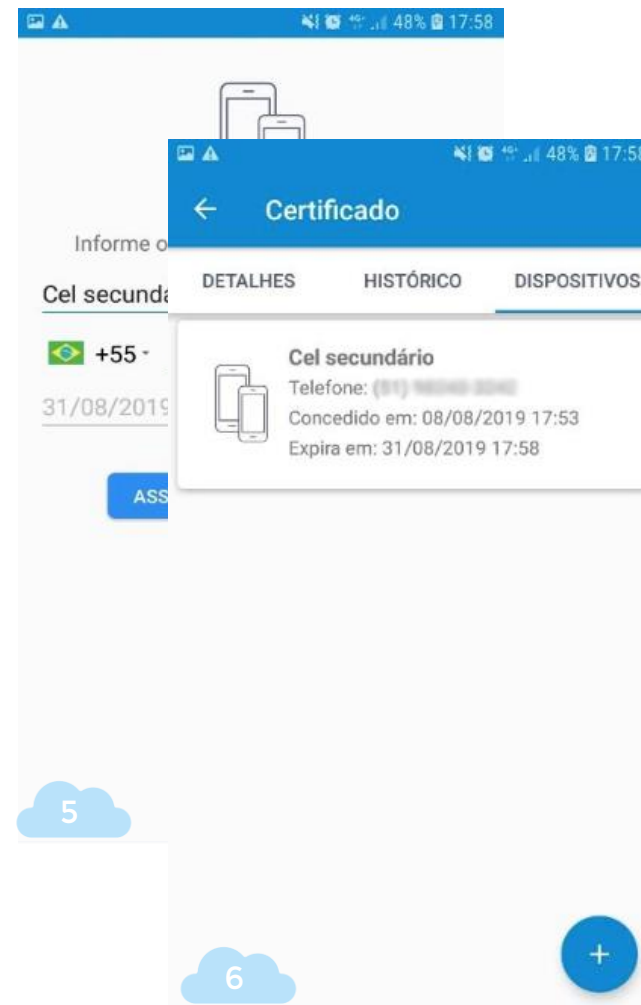 48% 17:58
Informe o
Cel secundá
+55
31/08/2019
ASS
5
48% 17:58
Certificado
DETALHES HISTÓRICO DISPOSITIVOS
Cel secundário
Telefone:
Concedido em: 08/08/2019 17:53
Expira em: 31/08/2019 17:58
+
6